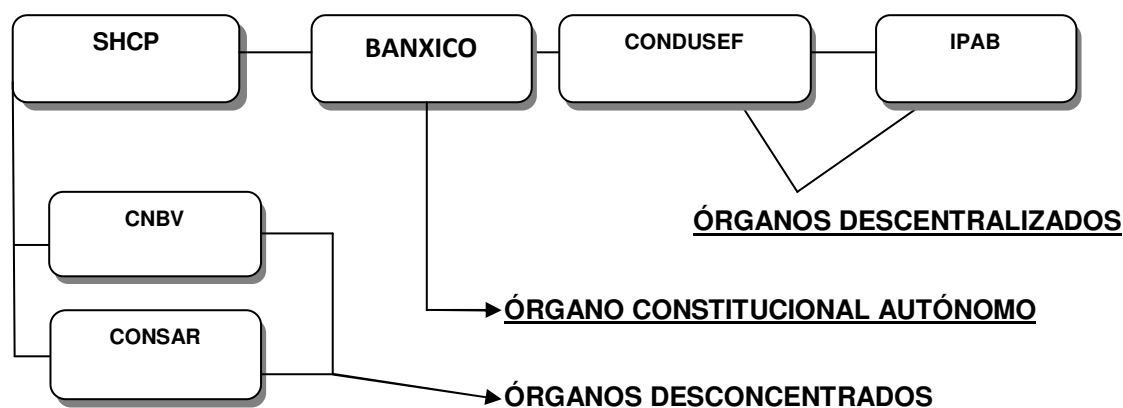 SHCP
BANXICO
CONDUSEF
IPAB
CNBV
ÓRGANOS DESCENTRALIZADOS
ÓRGANO CONSTITUCIONAL AUTÓNOMO
CONSAR
ÓRGANOS DESCONCENTRADOS